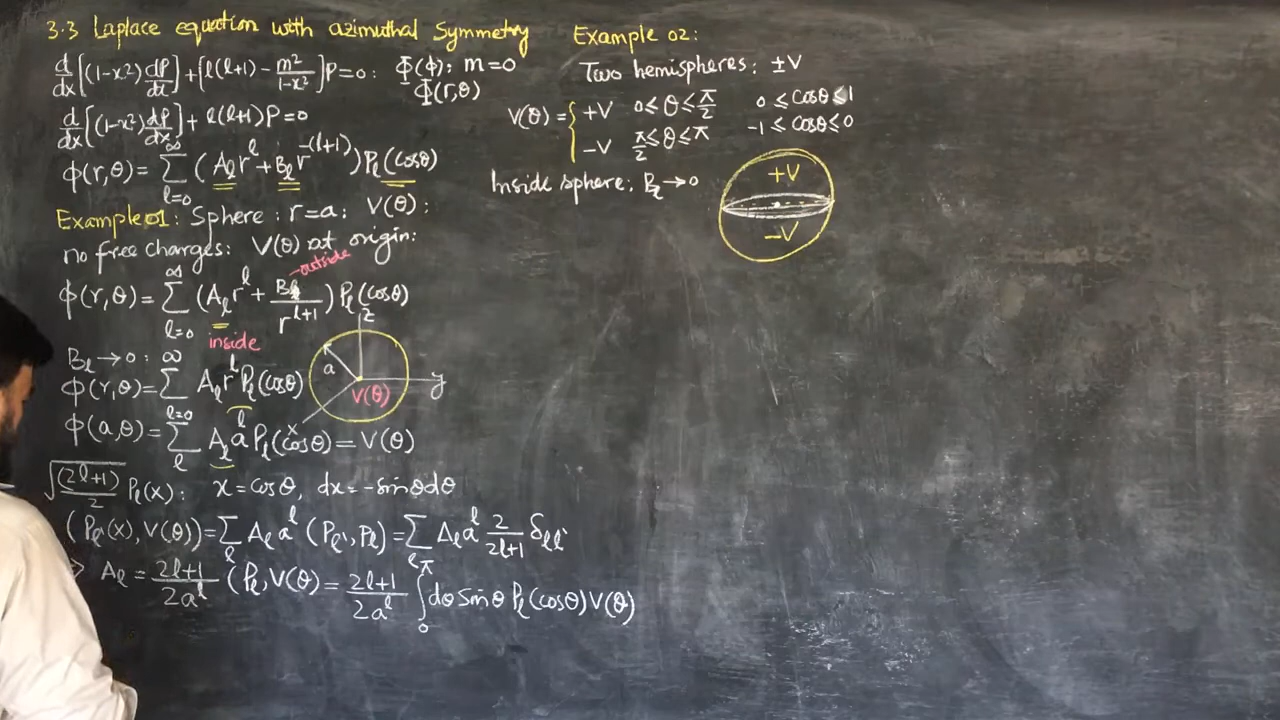 3.3 Laplace equation with azimuthal Symmetry
d/dx[(1-x²)dP/dx]+[l(l+1)-m²/1-x²]P=0: Φ(ϕ); m=0
Φ(r,θ)
d/dx[(1-x²)dP/dx]+l(l+1)P=0
ϕ(r,θ)=∑_{l=0}^{∞}(A_l r^l+B_l r^{-(l+1)})P_l(cosθ)
Example 01: Sphere: r=a: V(θ):
no free charges: V(θ) at origin:
outside
ϕ(r,θ)=∑_{l=0}^{∞}(A_l r^l+B_l/r^{l+1})P_l(cosθ)
inside
B_l→0:
ϕ(r,θ)=∑_{l=0}^{∞} A_l r^l P_l(cosθ)
ϕ(a,θ)=∑_l A_l a^l P_l(cosθ)=V(θ)
z
a
y
V(θ)
x
√(2l+1)/2 P_l(x): x=cosθ, dx=-sinθdθ
(P_l'(x),V(θ))=∑_l A_l a^l (P_l',P_l)=∑_l A_l a^l 2/2l+1 δ_ll'
⇒ A_l=2l+1/2a^l (P_l,V(θ)=2l+1/2a^l ∫_0^π dθ Sinθ P_l(cosθ)V(θ)
Example 02:
Two hemispheres: ±V
V(θ)={+V 0≤θ≤π/2 0≤cosθ≤1
-V π/2≤θ≤π -1≤cosθ≤0
Inside sphere: B_l→0
+V
-V